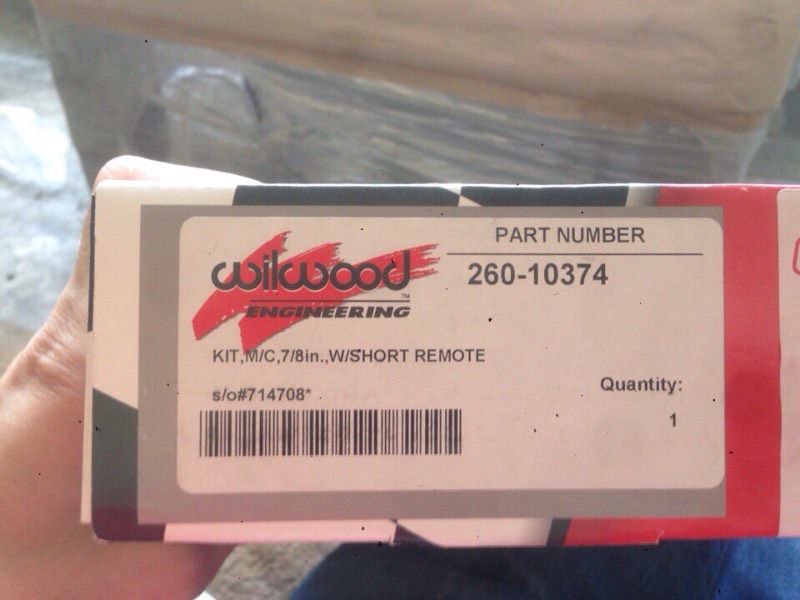 wilwood
ENGINEERING
PART NUMBER
260-10374
KIT,M/C,7/8in.,W/SHORT REMOTE
s/o#714708*
Quantity:
1